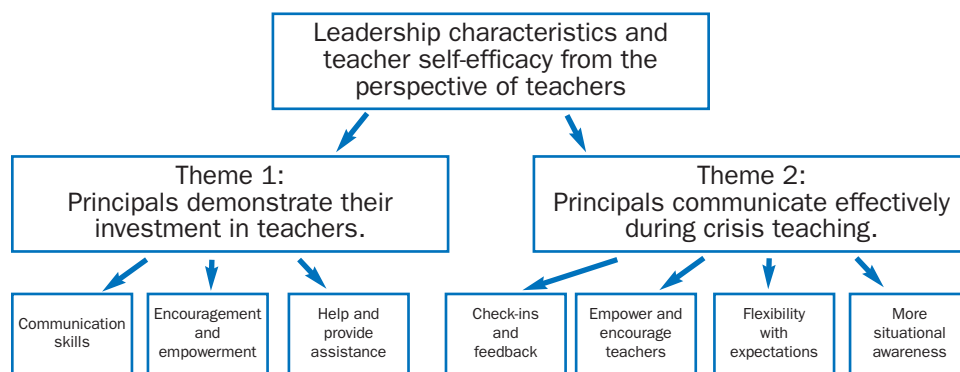 Leadership characteristics and
teacher self-efficacy from the
perspective of teachers
Theme 1:
Principals demonstrate their
investment in teachers.
Theme 2:
Principals communicate effectively
during crisis teaching.
Communication
skills
Encouragement
and
empowerment
Help and
provide
assistance
Check-ins
and
feedback
Empower and
encourage
teachers
Flexibility
with
expectations
More
situational
awareness